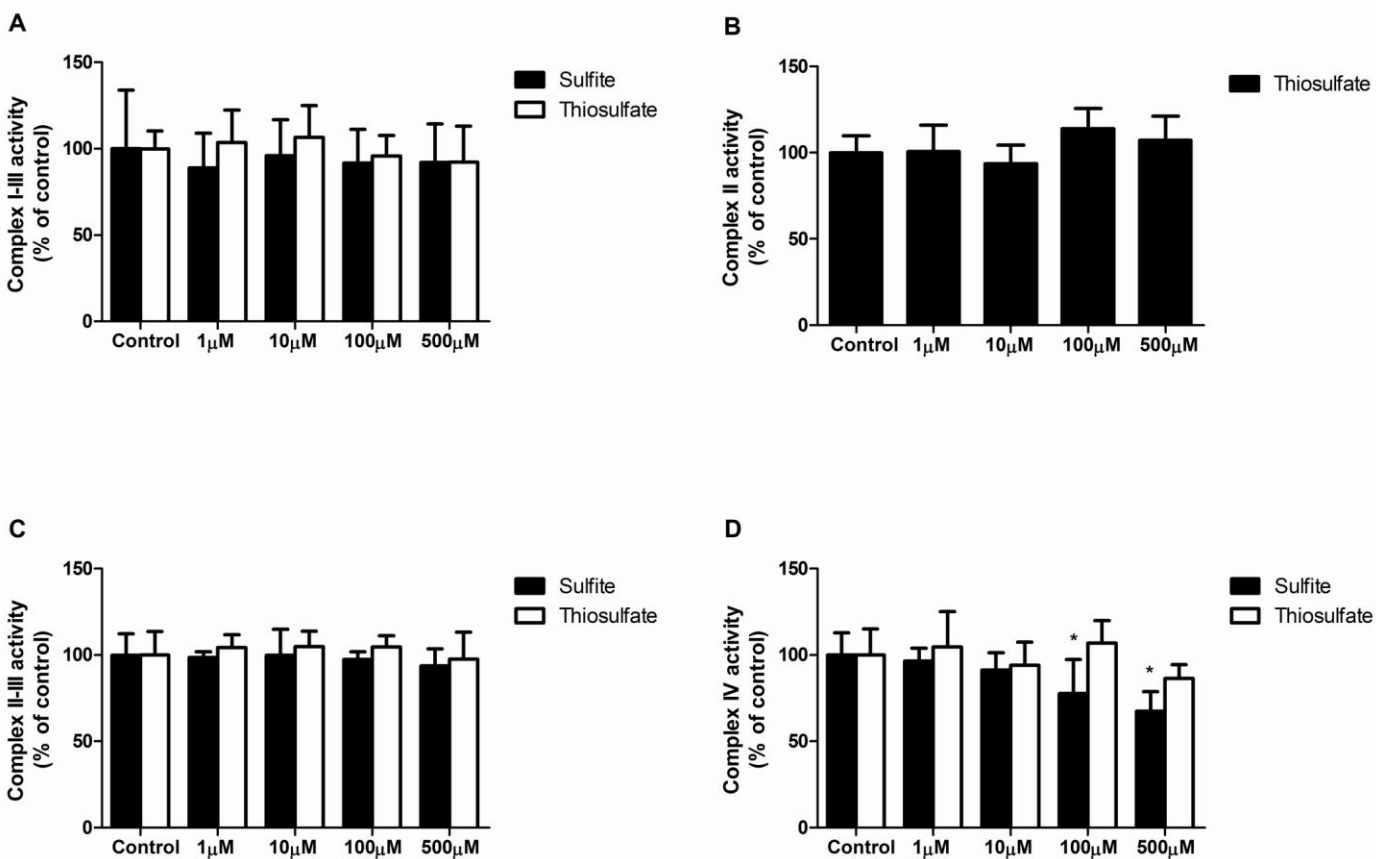 A
Complex I-III activity
(% of control)
150
100
50
0
Control 1µM 10µM 100µM 500µM
Sulfite
Thiosulfate
B
Complex II activity
(% of control)
150
100
50
0
Control 1µM 10µM 100µM 500µM
Thiosulfate
C
Complex II-III activity
(% of control)
150
100
50
0
Control 1µM 10µM 100µM 500µM
Sulfite
Thiosulfate
D
Complex IV activity
(% of control)
150
100
50
0
* *
Control 1µM 10µM 100µM 500µM
Sulfite
Thiosulfate